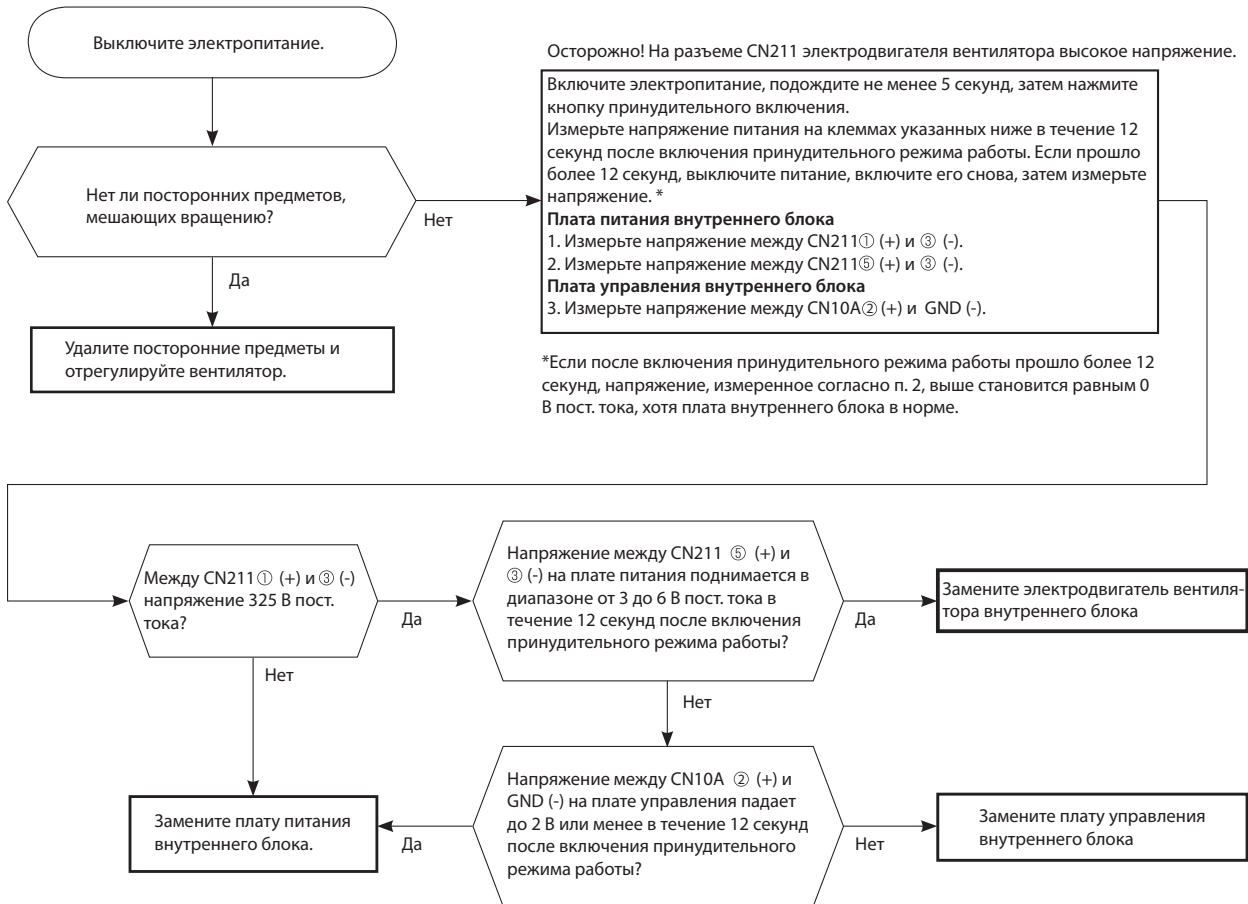 Выключите электропитание.
Осторожно! На разъеме CN211 электродвигателя вентилятора высокое напряжение.
Включите электропитание, подождите не менее 5 секунд, затем нажмите
кнопку принудительного включения.
Измерьте напряжение питания на клеммах указанных ниже в течение 12
секунд после включения принудительного режима работы. Если прошло
более 12 секунд, выключите питание, включите его снова, затем измерьте
напряжение. *
Плата питания внутреннего блока
1. Измерьте напряжение между CN211① (+) и ③ (-).
2. Измерьте напряжение между CN211⑤ (+) и ③ (-).
Плата управления внутреннего блока
3. Измерьте напряжение между CN10A② (+) и GND (-).
Нет ли посторонних предметов,
мешающих вращению?
Нет
Да
Удалите посторонние предметы и
отрегулируйте вентилятор.
*Если после включения принудительного режима работы прошло более 12
секунд, напряжение, измеренное согласно п. 2, выше становится равным 0
В пост. тока, хотя плата внутреннего блока в норме.
Между CN211① (+) и ③ (-)
напряжение 325 В пост.
тока?
Да
Нет
Напряжение между CN211 ⑤ (+) и
③ (-) на плате питания поднимается в
диапазоне от 3 до 6 В пост. тока в
течение 12 секунд после включения
принудительного режима работы?
Да
Нет
Замените электродвигатель вентиля-
тора внутреннего блока
Замените плату питания
внутреннего блока.
Да
Напряжение между CN10A ② (+) и
GND (-) на плате управления падает
до 2 В или менее в течение 12 секунд
после включения принудительного
режима работы?
Нет
Замените плату управления
внутреннего блока